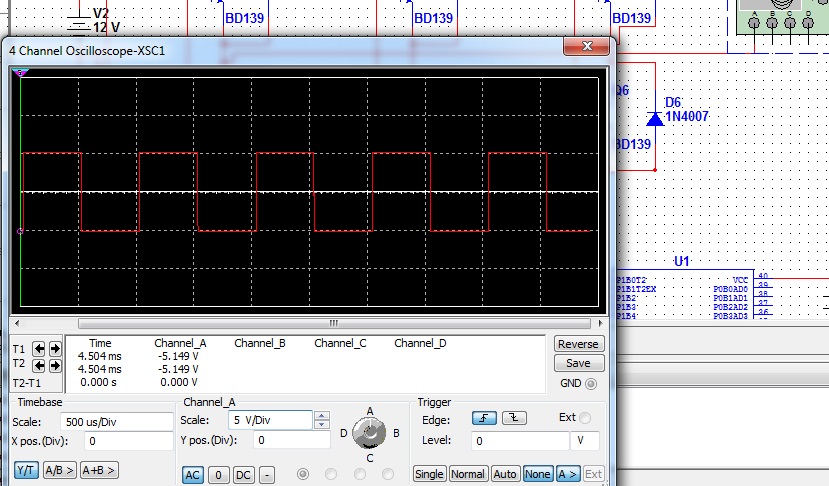 V2
12 V
BD139
BD139
BD139
A B C D
4 Channel Oscilloscope-XSC1
Q6
D6
1N4007
BD139
U1
P1B0T2
P1B1T2EX
P1B2
P1B3
P1B4
VCC
P0B0AD0
P0B1AD1
P0B2AD2
P0B3AD3
40
39
38
37
36
Time Channel_A Channel_B Channel_C Channel_D
T1 4.504 ms -5.149 V
T2 4.504 ms -5.149 V
T2-T1 0.000 s 0.000 V
Reverse
Save
GND
Timebase
Scale: 500 us/Div
X pos.(Div): 0
Y/T A/B > A+B >
Channel_A
Scale: 5 V/Div
Y pos.(Div): 0
AC 0 DC -
A
D B
C
Trigger
Edge: Ext
Level: 0 V
Single Normal Auto None A > Ext